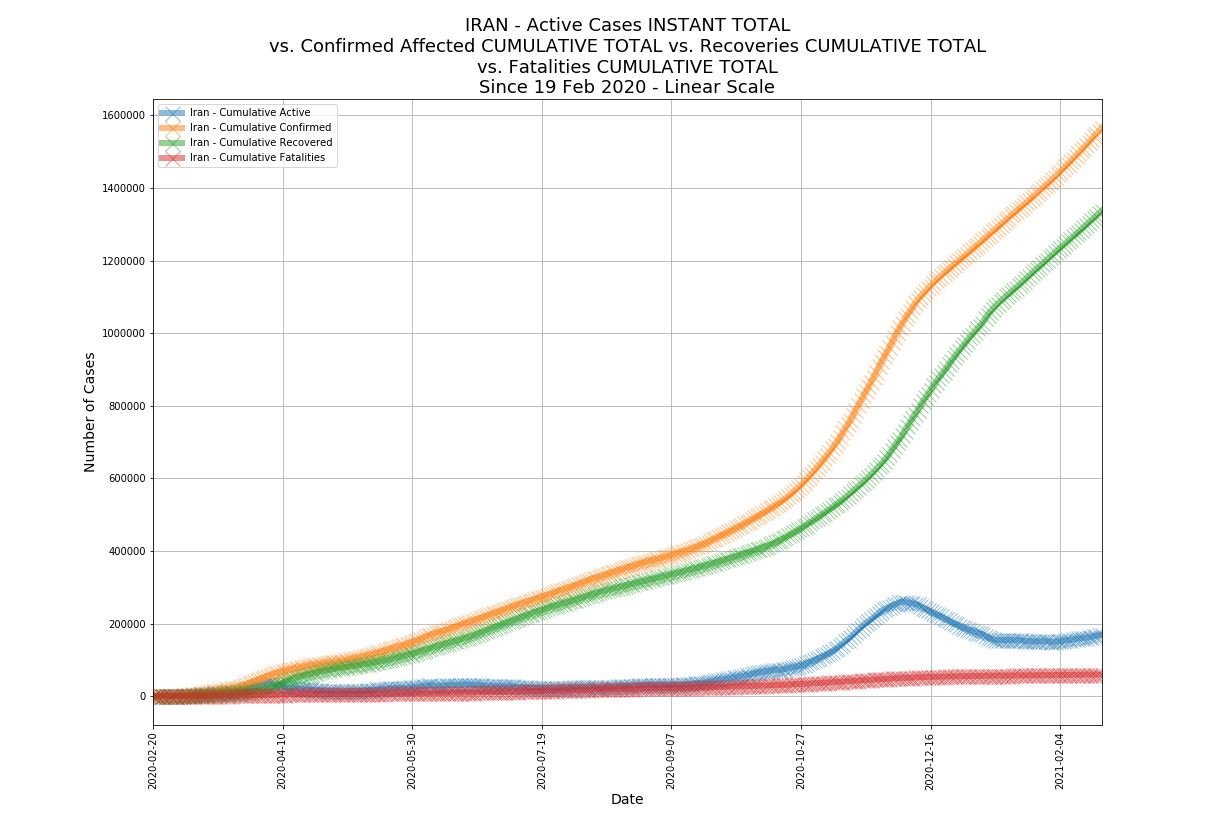 IRAN - Active Cases INSTANT TOTAL
vs. Confirmed Affected CUMULATIVE TOTAL vs. Recoveries CUMULATIVE TOTAL
vs. Fatalities CUMULATIVE TOTAL
Since 19 Feb 2020 - Linear Scale
Iran - Cumulative Active
Iran - Cumulative Confirmed
Iran - Cumulative Recovered
Iran - Cumulative Fatalities
Number of Cases
1600000
1400000
1200000
1000000
800000
600000
400000
200000
0
2020-02-20
2020-04-10
2020-05-30
2020-07-19
2020-09-07
2020-10-27
2020-12-16
2021-02-04
Date